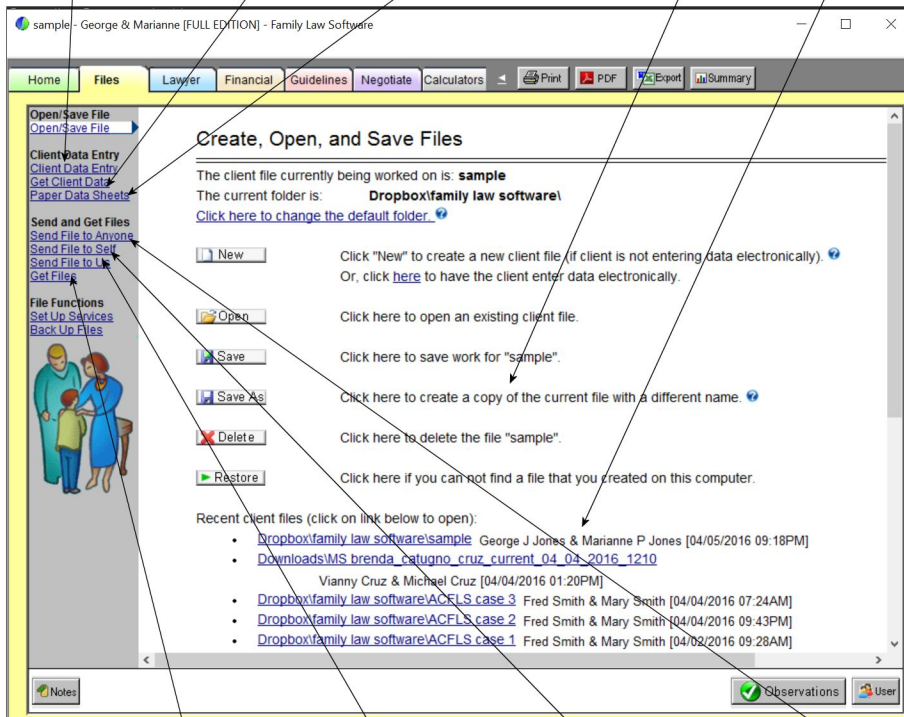 sample - George & Marianne [FULL EDITION] - Family Law Software
Home Files Lawyer Financial Guidelines Negotiate Calculators Print PDF Export Summary
Open/Save File
Open/Save File
Client Data Entry
Client Data Entry
Get Client Data
Paper Data Sheets
Send and Get Files
Send File to Anyone
Send File to Self
Send File to Us
Get Files
File Functions
Set Up Services
Back Up Files
Create, Open, and Save Files
The client file currently being worked on is: sample
The current folder is: Dropbox\family law software\
Click here to change the default folder. ?
New Click "New" to create a new client file (if client is not entering data electronically). ?
Or, click here to have the client enter data electronically.
Open Click here to open an existing client file.
Save Click here to save work for "sample".
Save As Click here to create a copy of the current file with a different name. ?
Delete Click here to delete the file "sample".
Restore Click here if you can not find a file that you created on this computer.
Recent client files (click on link below to open):
• Dropbox\family law software\sample George J Jones & Marianne P Jones [04/05/2016 09:18PM]
• Downloads\MS brenda_catugno_cruz_current_04_04_2016_1210
Vianny Cruz & Michael Cruz [04/04/2016 01:20PM]
• Dropbox\family law software\ACFLS case 3 Fred Smith & Mary Smith [04/04/2016 07:24AM]
• Dropbox\family law software\ACFLS case 2 Fred Smith & Mary Smith [04/04/2016 09:43PM]
• Dropbox\family law software\ACFLS case 1 Fred Smith & Mary Smith [04/02/2016 09:28AM]
Notes Observations User